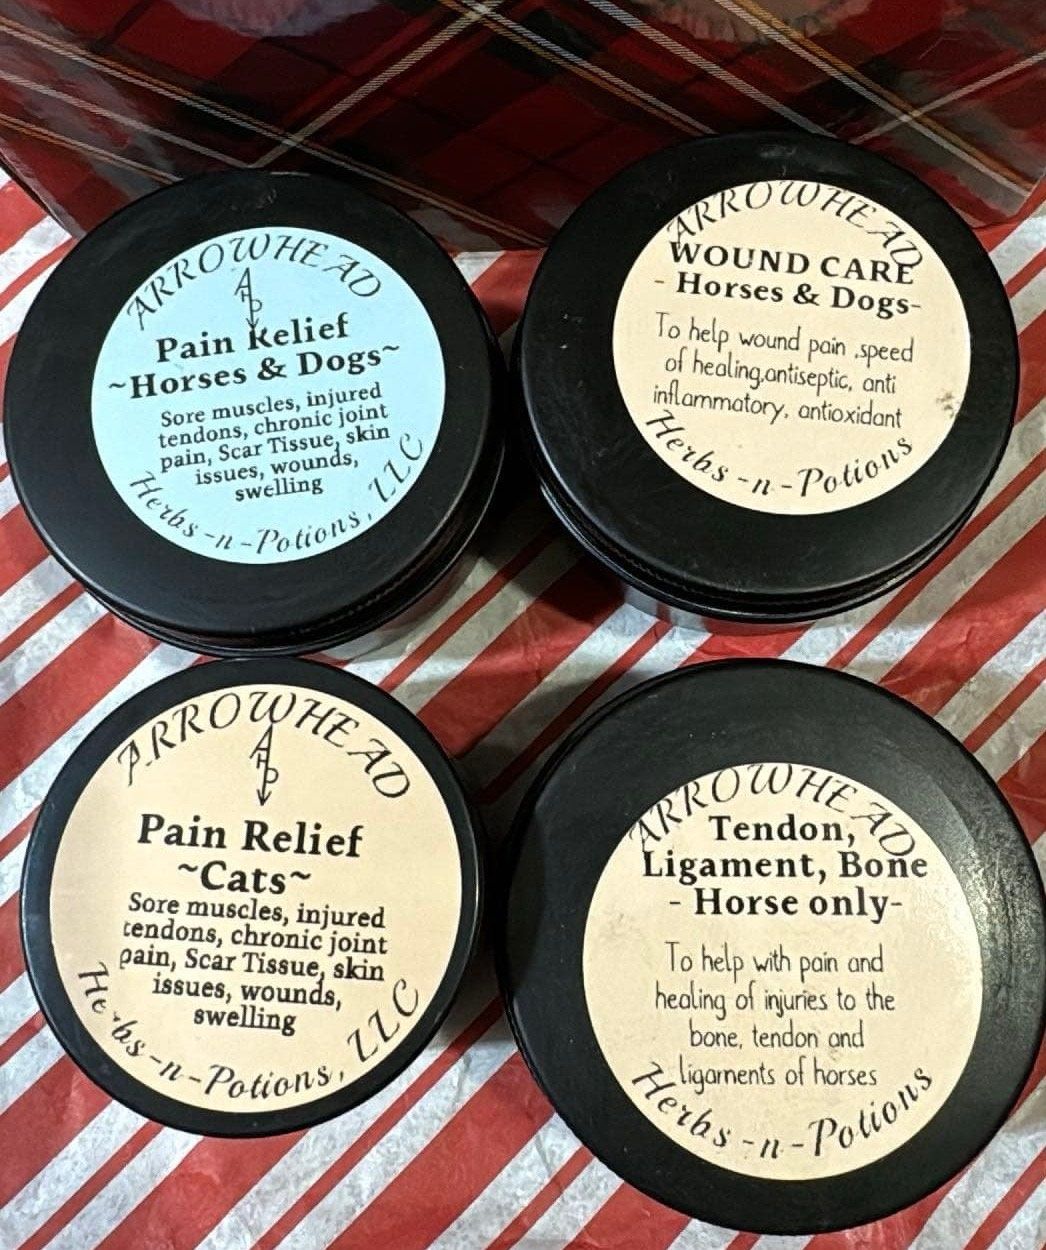 ARROWHEAD
AHP
Pain Relief
~Horses & Dogs~
Sore muscles, injured
tendons, chronic joint
pain, Scar Tissue, skin
issues, wounds,
swelling
Herbs-n-Potions, LLC
ARROWHEAD
WOUND CARE
- Horses & Dogs-
To help wound pain ,speed
of healing,antiseptic, anti
inflammatory, antioxidant
Herbs-n-Potions
ARROWHEAD
AHP
Pain Relief
~Cats~
Sore muscles, injured
tendons, chronic joint
pain, Scar Tissue, skin
issues, wounds,
swelling
Herbs-n-Potions, LLC
ARROWHEAD
Tendon,
Ligament, Bone
- Horse only-
To help with pain and
healing of injuries to the
bone, tendon and
ligaments of horses
Herbs-n-Potions